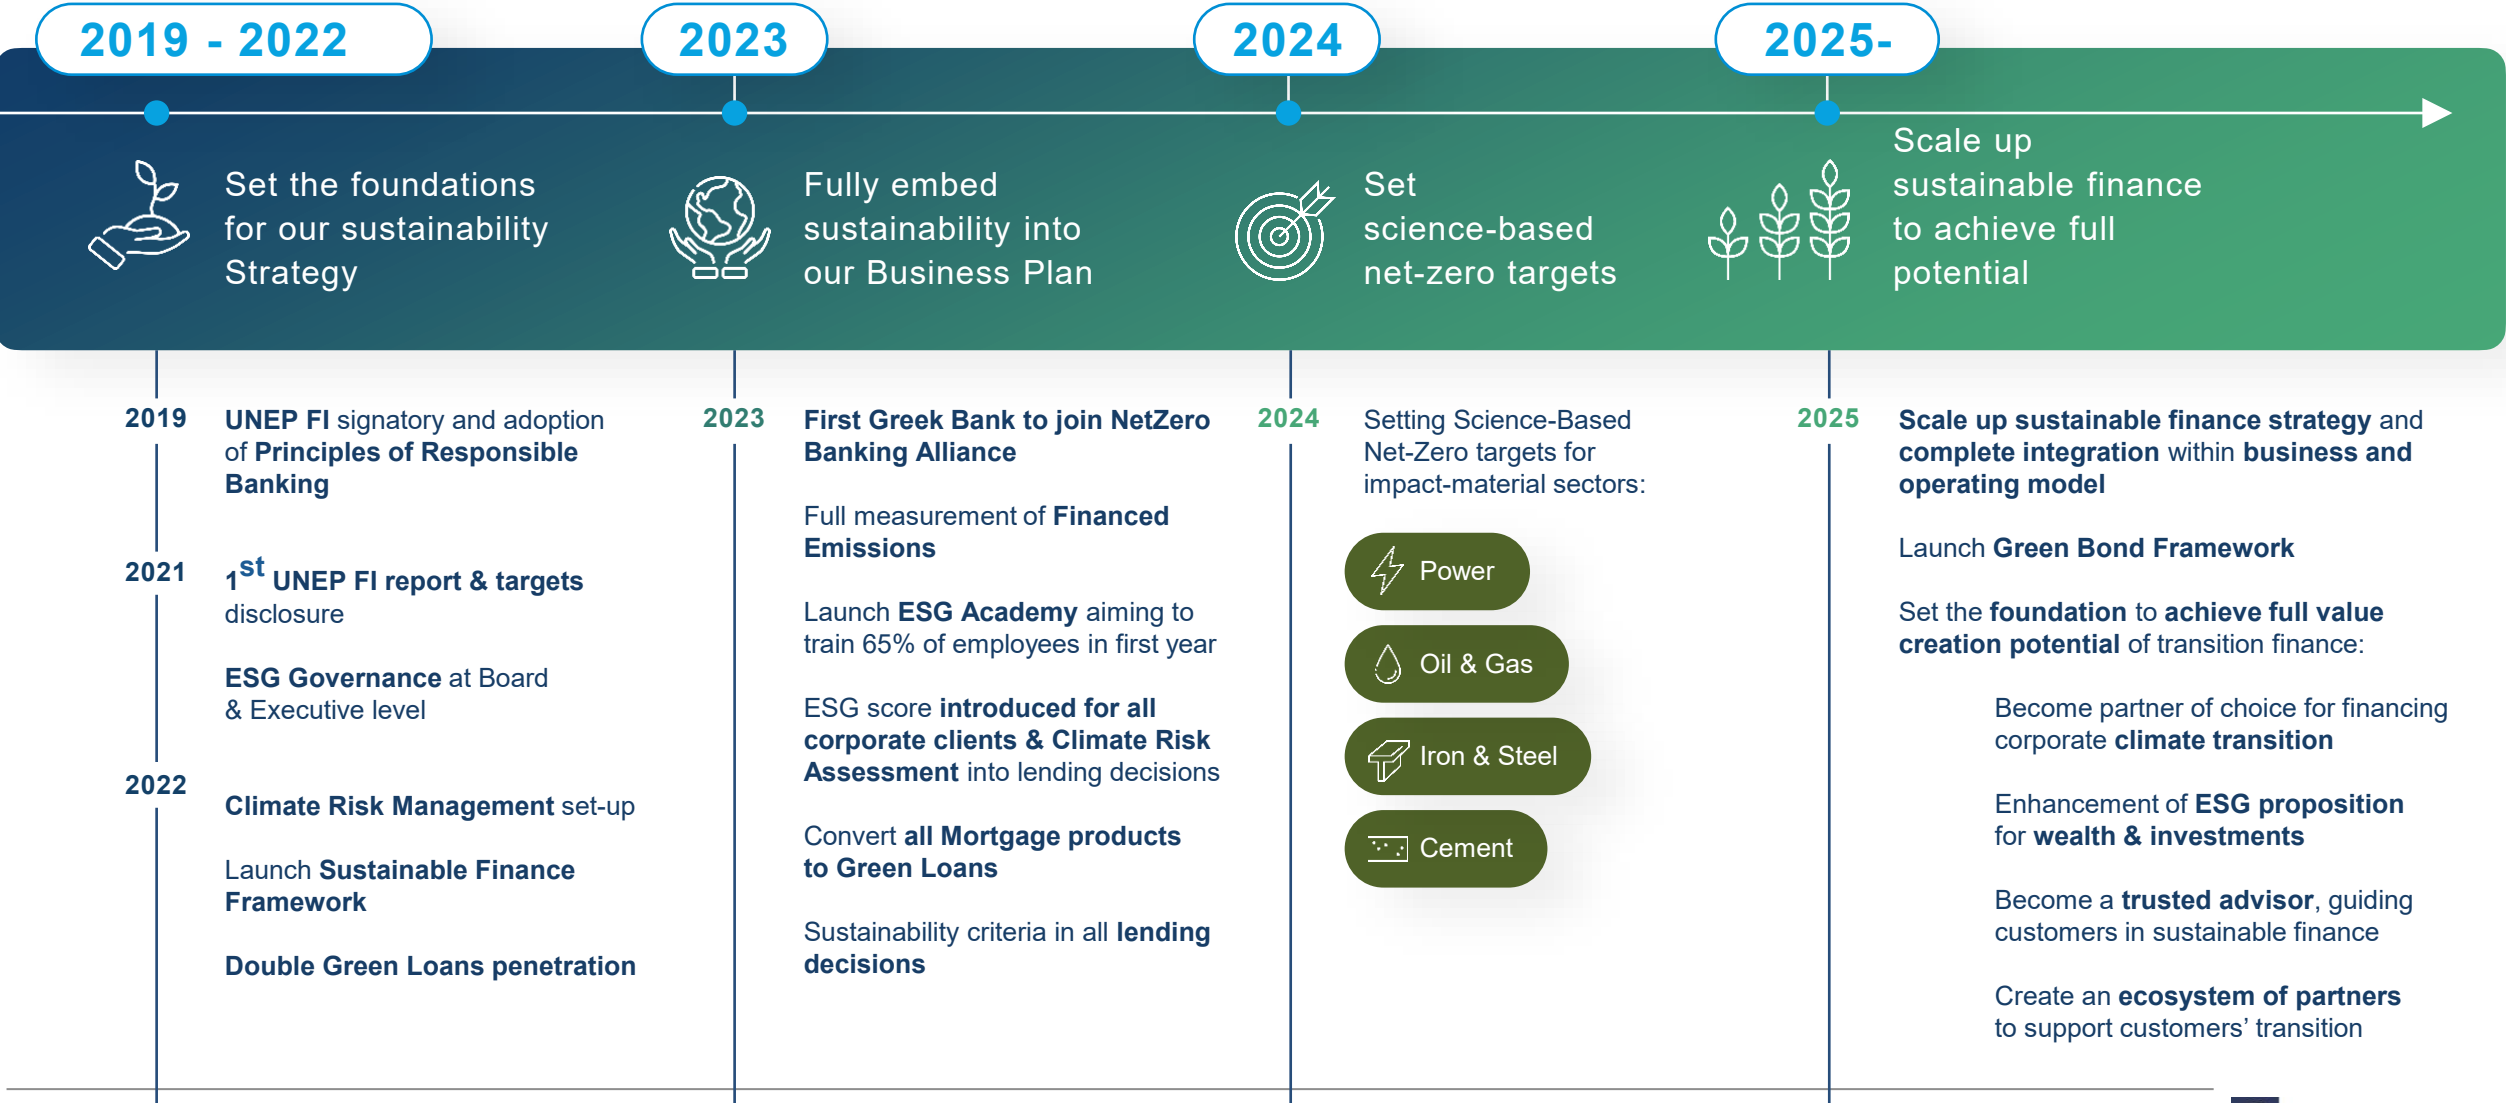 2019 - 2022
2023
2024
2025-
Set the foundations
for our sustainability
Strategy
Fully embed
sustainability into
our Business Plan
Set
science-based
net-zero targets
Scale up
sustainable finance
to achieve full
potential
2019
UNEP FI signatory and adoption
of Principles of Responsible
Banking
2021
1st UNEP FI report & targets
disclosure
ESG Governance at Board
& Executive level
2022
Climate Risk Management set-up
Launch Sustainable Finance
Framework
Double Green Loans penetration
2023
First Greek Bank to join NetZero
Banking Alliance
Full measurement of Financed
Emissions
Launch ESG Academy aiming to
train 65% of employees in first year
ESG score introduced for all
corporate clients & Climate Risk
Assessment into lending decisions
Convert all Mortgage products
to Green Loans
Sustainability criteria in all lending
decisions
2024
Setting Science-Based
Net-Zero targets for
impact-material sectors:
Power
Oil & Gas
Iron & Steel
Cement
2025
Scale up sustainable finance strategy and
complete integration within business and
operating model
Launch Green Bond Framework
Set the foundation to achieve full value
creation potential of transition finance:
Become partner of choice for financing
corporate climate transition
Enhancement of ESG proposition
for wealth & investments
Become a trusted advisor, guiding
customers in sustainable finance
Create an ecosystem of partners
to support customers’ transition